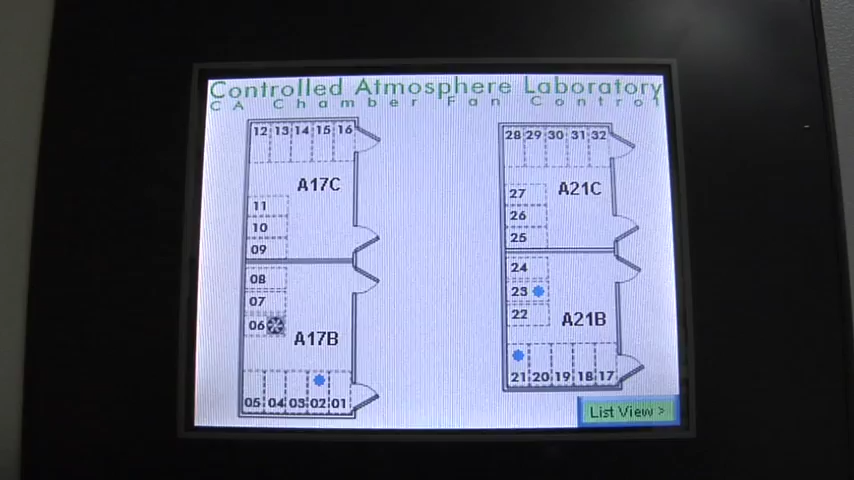 Controlled Atmosphere Laboratory
CA Chamber Fan Control
12 13 14 15 16
A17C
11
10
09
08
07
06
A17B
05 04 03 02 01
28 29 30 31 32
A21C
27
26
25
24
23
22
A21B
21 20 19 18 17
List View >